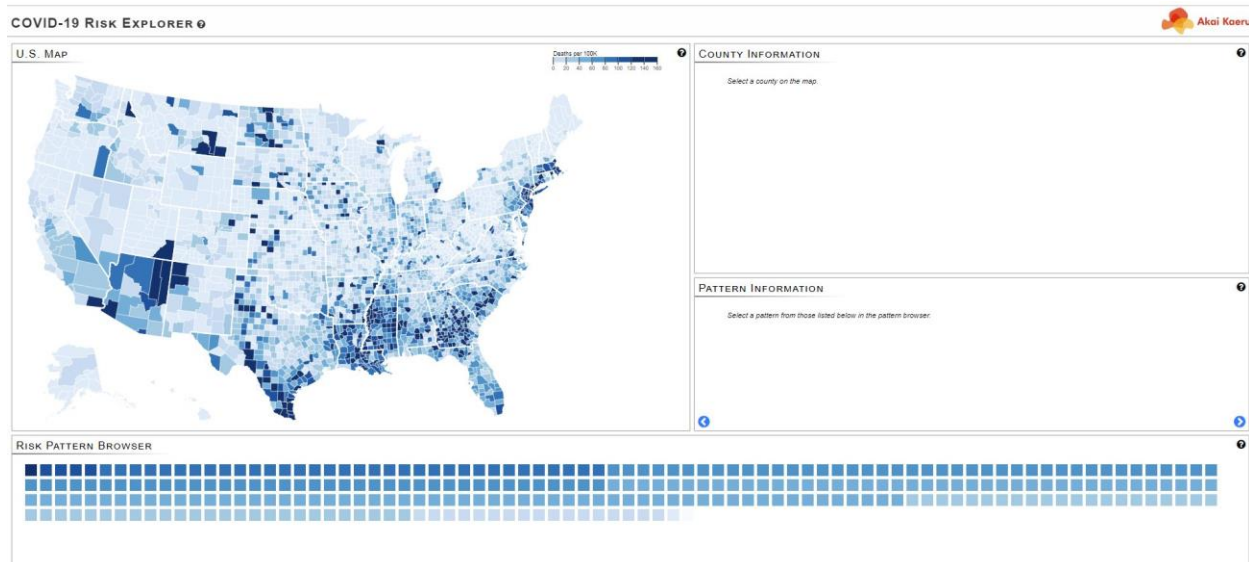 COVID-19 Risk Explorer ?
Akai Kaeru
U.S. Map
Deaths per 100K
0 20 40 60 80 100 120 140 160
?
County Information
?
Select a county on the map.
Pattern Information
?
Select a pattern from those listed below in the pattern browser.
Risk Pattern Browser
?